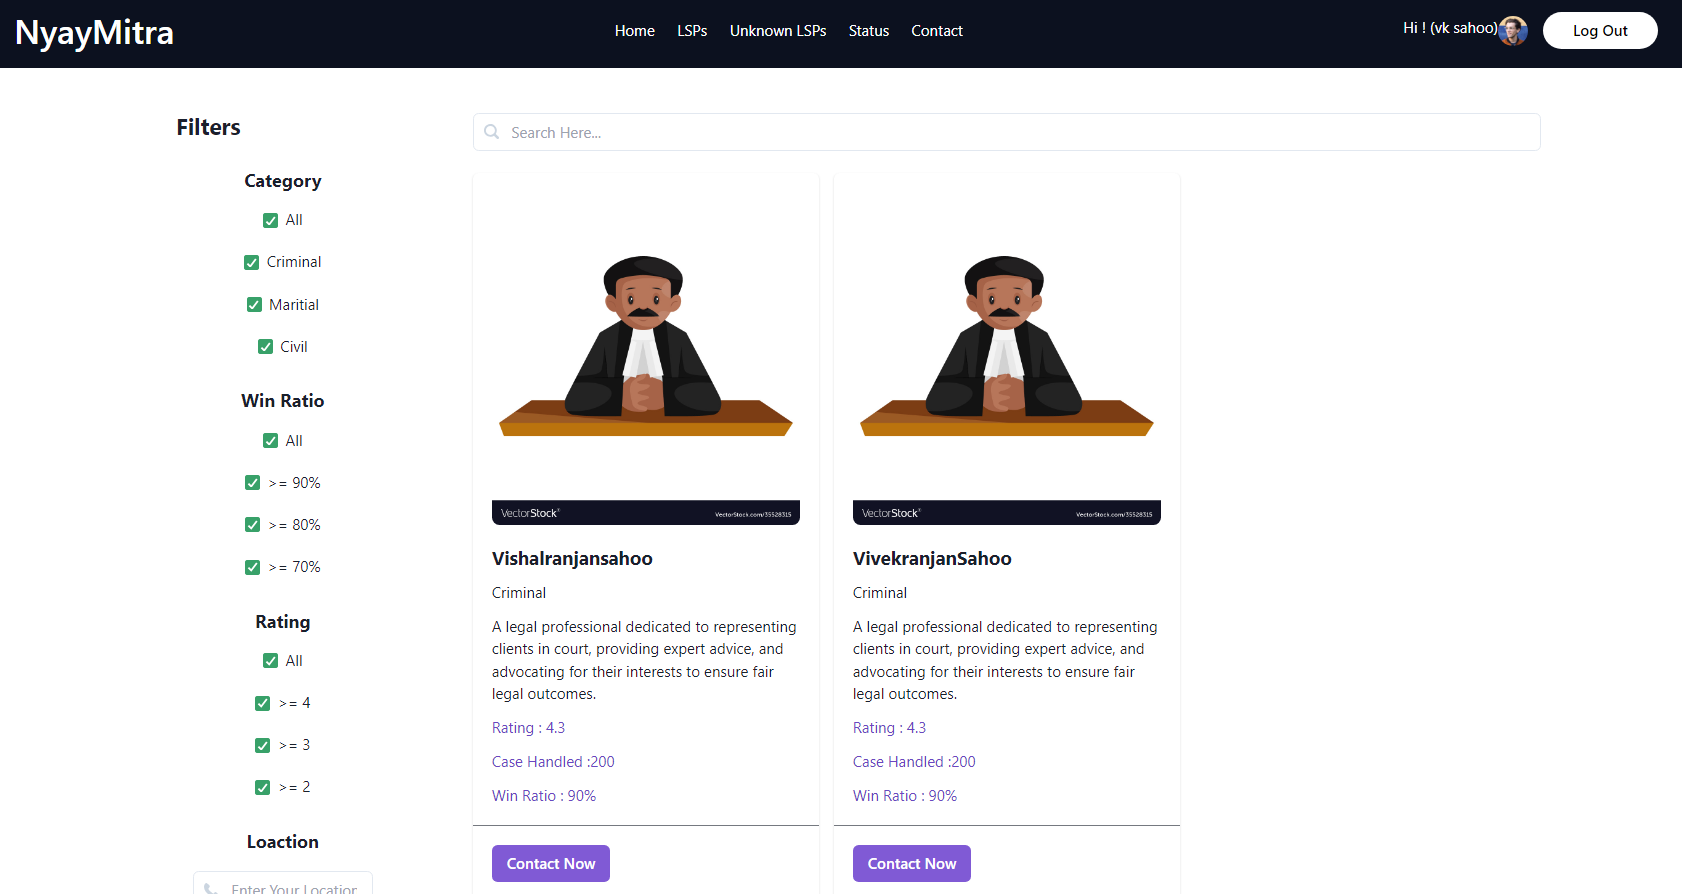 NyayMitra
Home
LSPs
Unknown LSPs
Status
Contact
Hi ! (vk sahoo)
Log Out
Filters
Category
All
Criminal
Maritial
Civil
Win Ratio
All
>= 90%
>= 80%
>= 70%
Rating
All
>= 4
>= 3
>= 2
Loaction
Enter Your Location
Search Here...
VectorStock®
VectorStock.com/35528315
Vishalranjansahoo
Criminal
A legal professional dedicated to representing
clients in court, providing expert advice, and
advocating for their interests to ensure fair
legal outcomes.
Rating : 4.3
Case Handled :200
Win Ratio : 90%
Contact Now
VectorStock®
VectorStock.com/35528315
VivekranjanSahoo
Criminal
A legal professional dedicated to representing
clients in court, providing expert advice, and
advocating for their interests to ensure fair
legal outcomes.
Rating : 4.3
Case Handled :200
Win Ratio : 90%
Contact Now